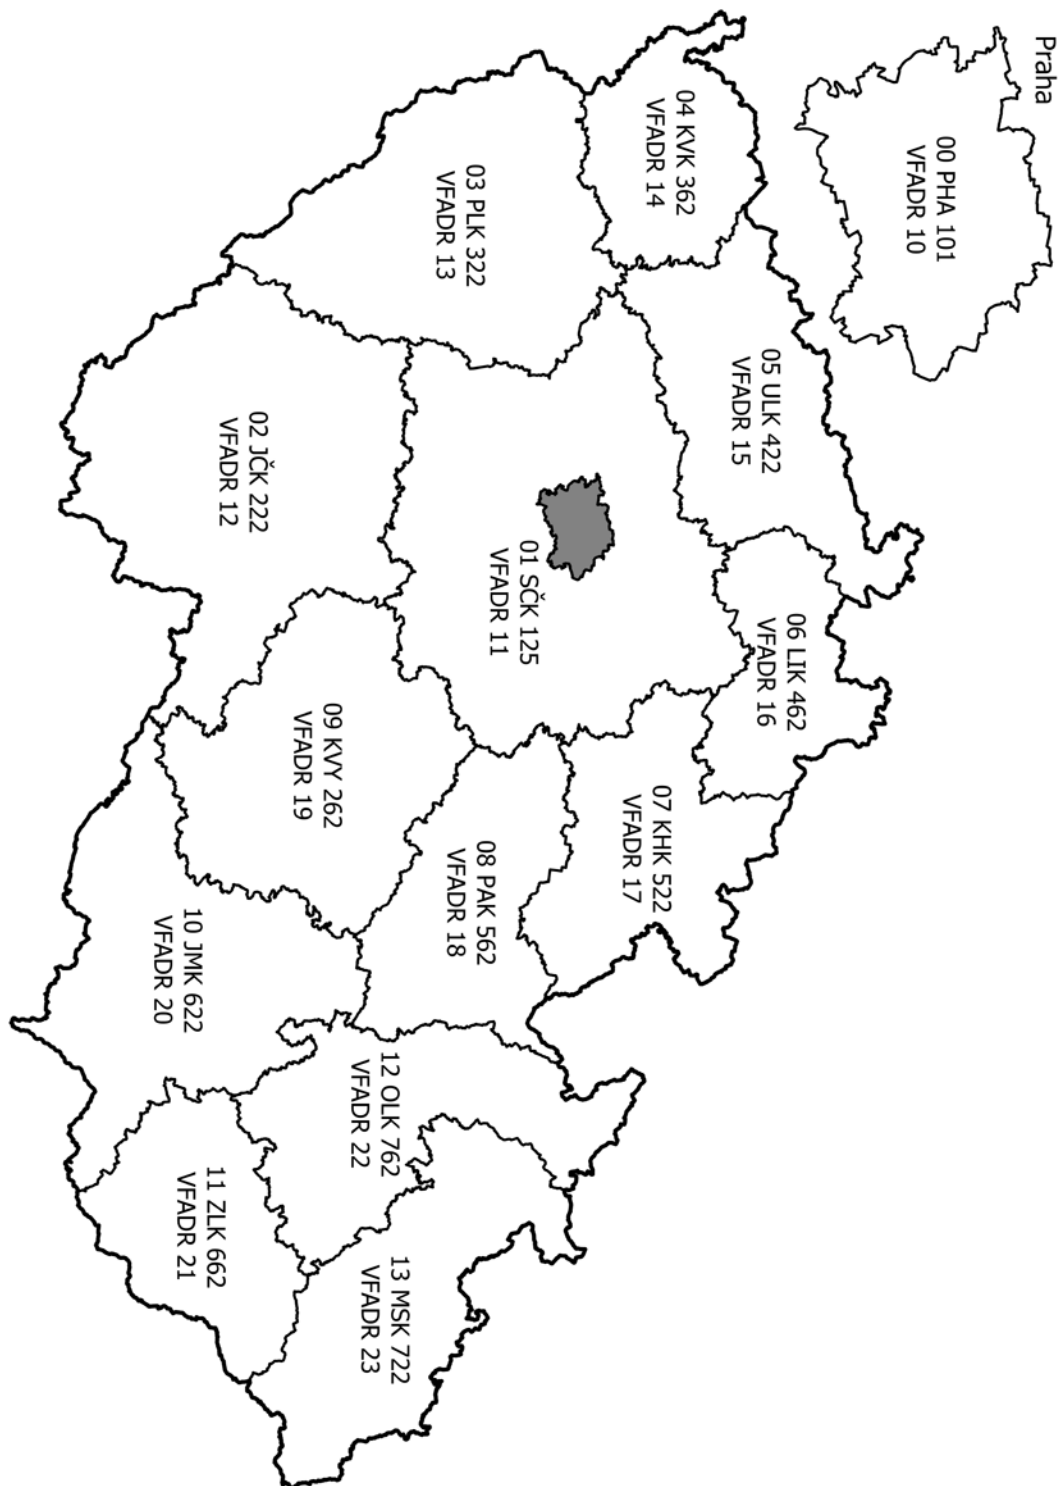 Praha
00 PHA 101
VFADR 10
04 KVK 362
VFADR 14
03 PLK 322
VFADR 13
05 ULK 422
VFADR 15
02 JČK 222
VFADR 12
01 SČK 125
VFADR 11
06 LIK 462
VFADR 16
09 KVY 262
VFADR 19
07 KHK 522
VFADR 17
08 PAK 562
VFADR 18
10 JMK 622
VFADR 20
12 OLK 762
VFADR 22
11 ZLK 662
VFADR 21
13 MSK 722
VFADR 23